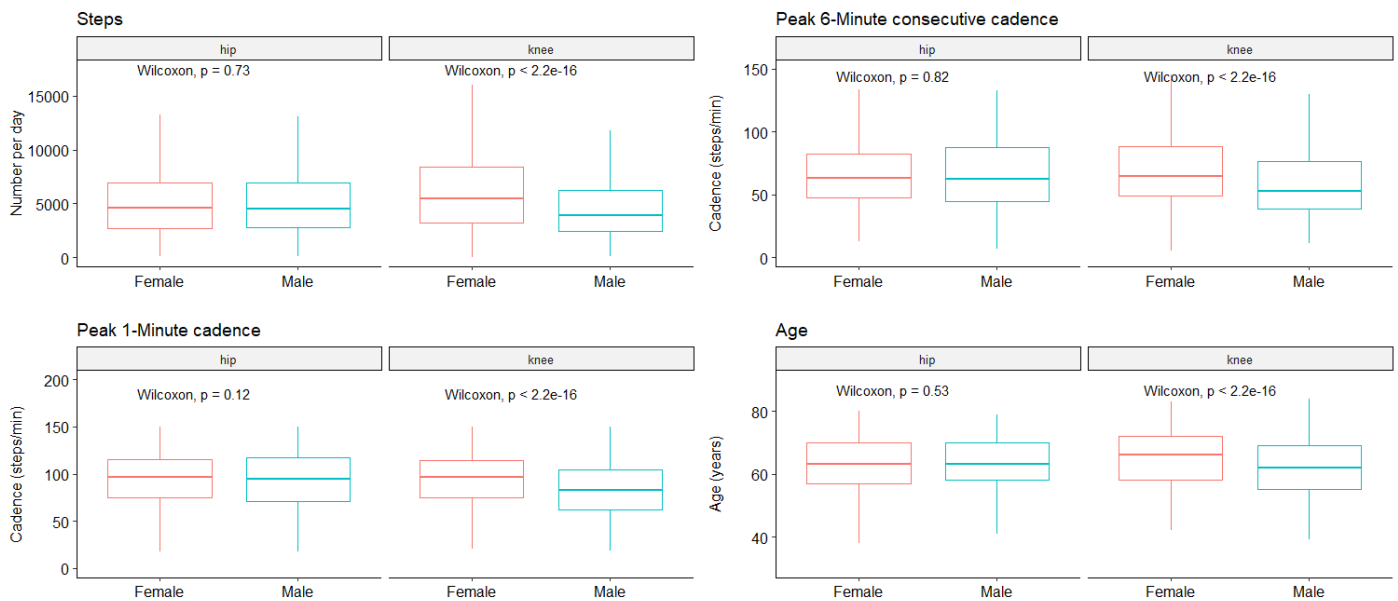 Steps
hip
knee
Wilcoxon, p = 0.73
Wilcoxon, p < 2.2e-16
Number per day
15000
10000
5000
0
Female
Male
Female
Male
Peak 6-Minute consecutive cadence
hip
knee
Wilcoxon, p = 0.82
Wilcoxon, p < 2.2e-16
Cadence (steps/min)
150
100
50
0
Female
Male
Female
Male
Peak 1-Minute cadence
hip
knee
Wilcoxon, p = 0.12
Wilcoxon, p < 2.2e-16
Cadence (steps/min)
200
150
100
50
0
Female
Male
Female
Male
Age
hip
knee
Wilcoxon, p = 0.53
Wilcoxon, p < 2.2e-16
Age (years)
80
60
40
Female
Male
Female
Male